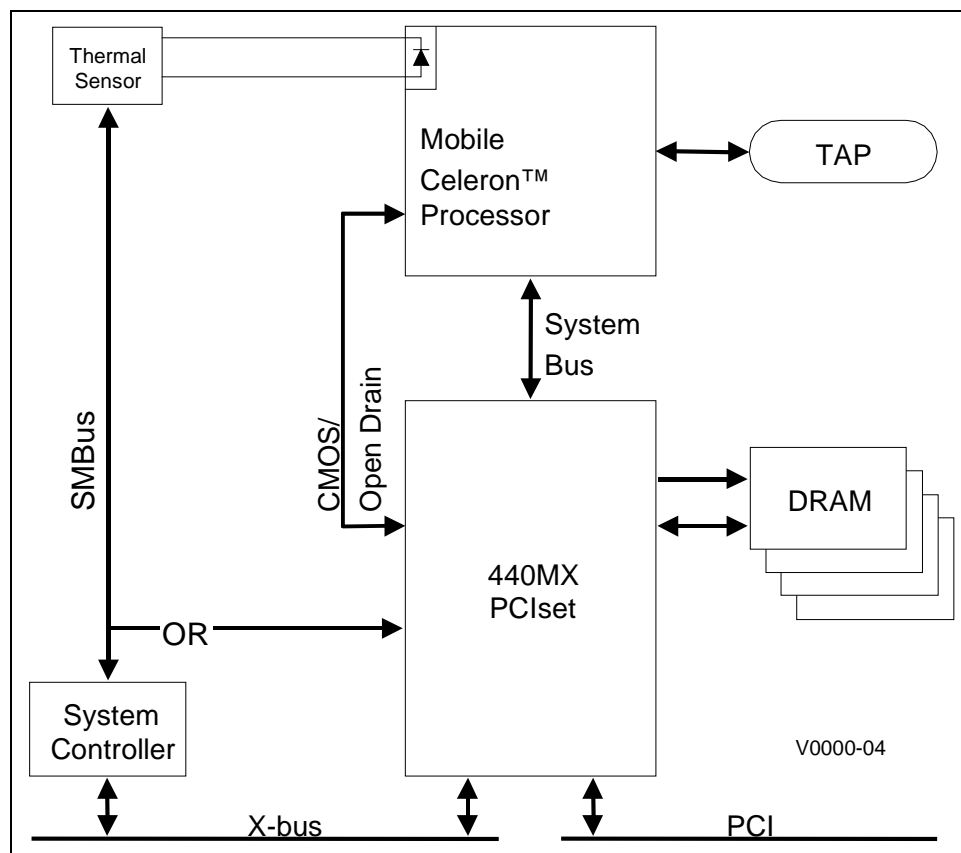 Thermal
Sensor
Mobile
Celeron™
Processor
TAP
System
Bus
SMBus
CMOS/
Open Drain
DRAM
440MX
PCIset
OR
System
Controller
V0000-04
X-bus
PCI